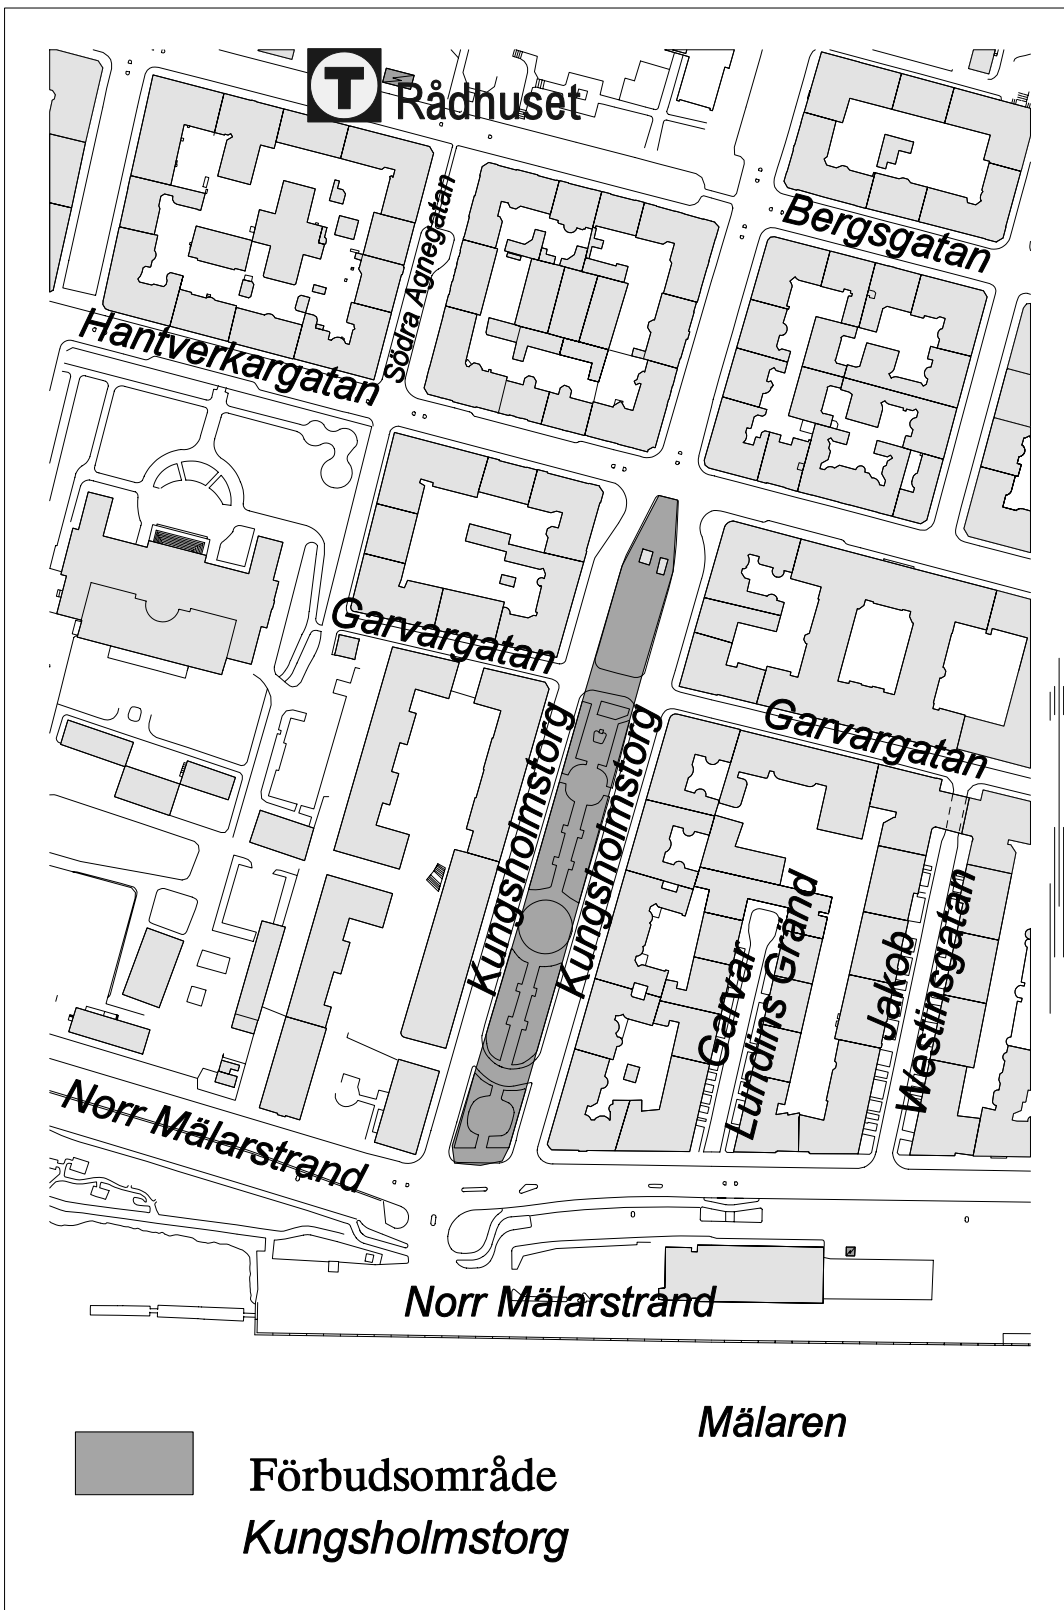 T Rådhuset
Bergsgatan
Södra Agnegatan
Hantverkargatan
Garvargatan
Garvargatan
Kungsholmstorg
Kungsholmstorg
Garvar
Lundins Gränd
Jakob
Westinsgatan
Norr Mälarstrand
Norr Mälarstrand
Mälaren
Förbudsområde
Kungsholmstorg